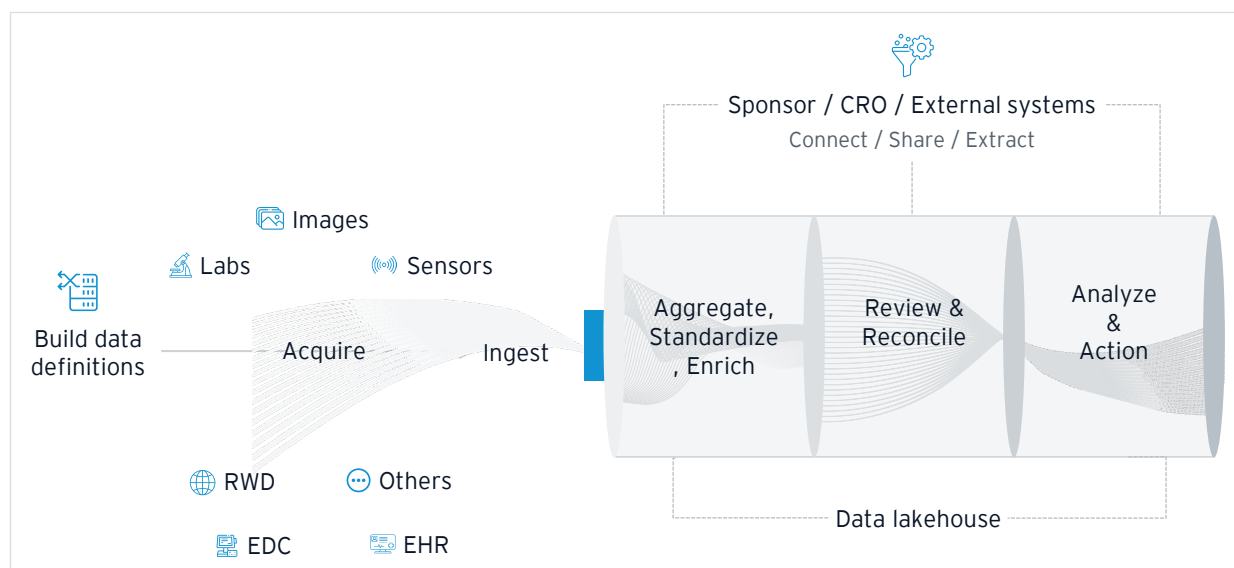 Sponsor / CRO / External systems
Connect / Share / Extract
Images
Labs
Sensors
Build data
definitions
Acquire
Ingest
Aggregate,
Standardize
, Enrich
Review &
Reconcile
Analyze
&
Action
RWD
Others
EDC
EHR
Data lakehouse